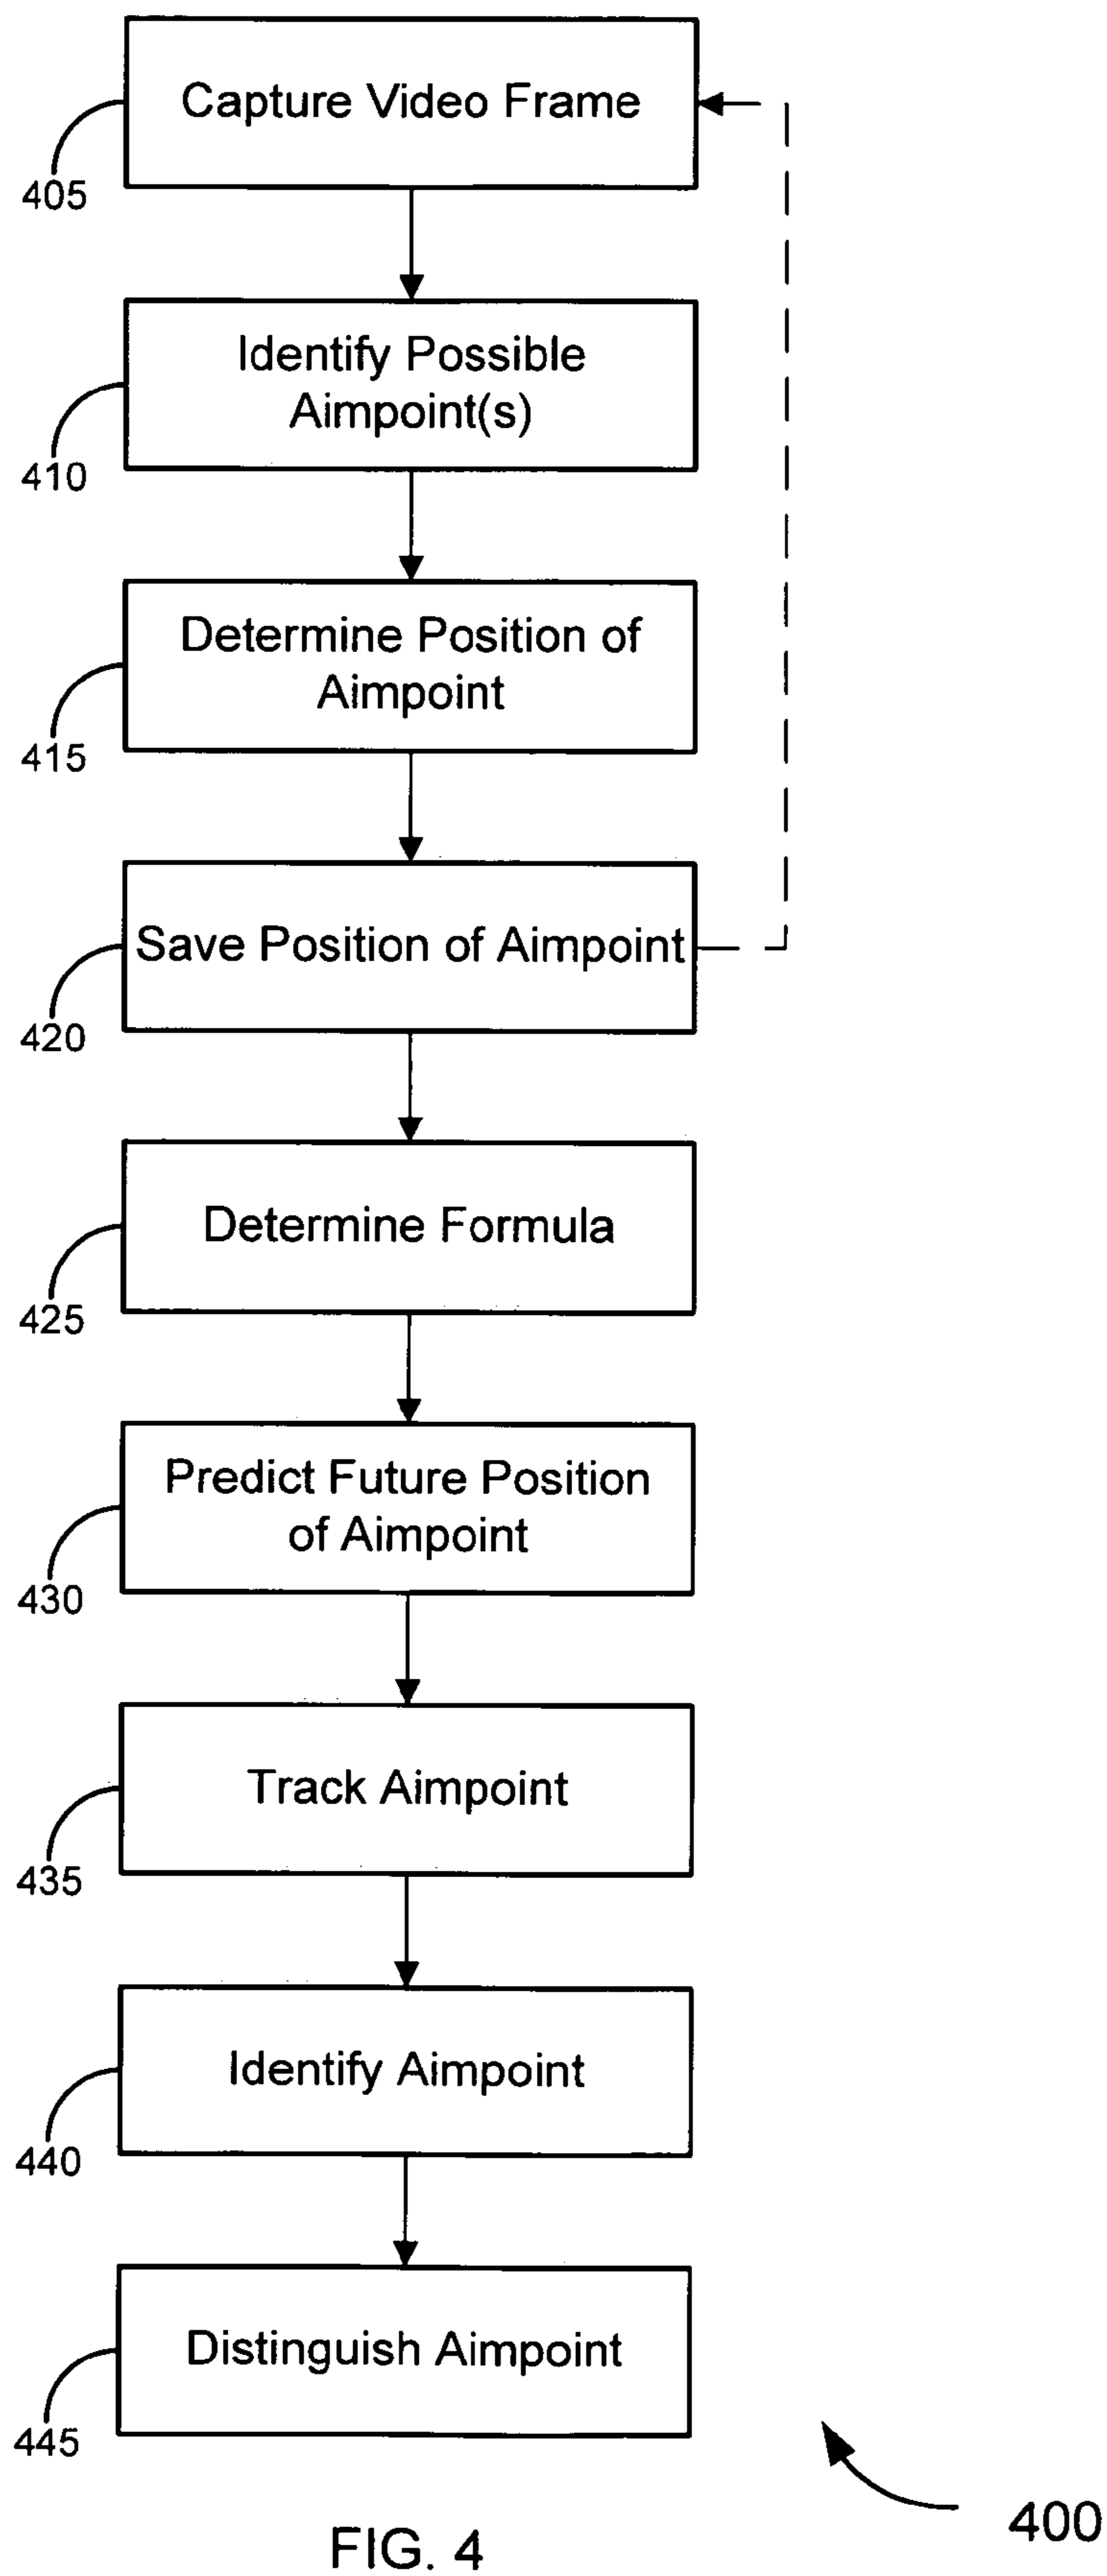 Capture Video Frame
405
Identify Possible
Aimpoint(s)
410
Determine Position of
Aimpoint
415
Save Position of Aimpoint
420
Determine Formula
425
Predict Future Position
of Aimpoint
430
Track Aimpoint
435
Identify Aimpoint
440
Distinguish Aimpoint
445
400
FIG. 4